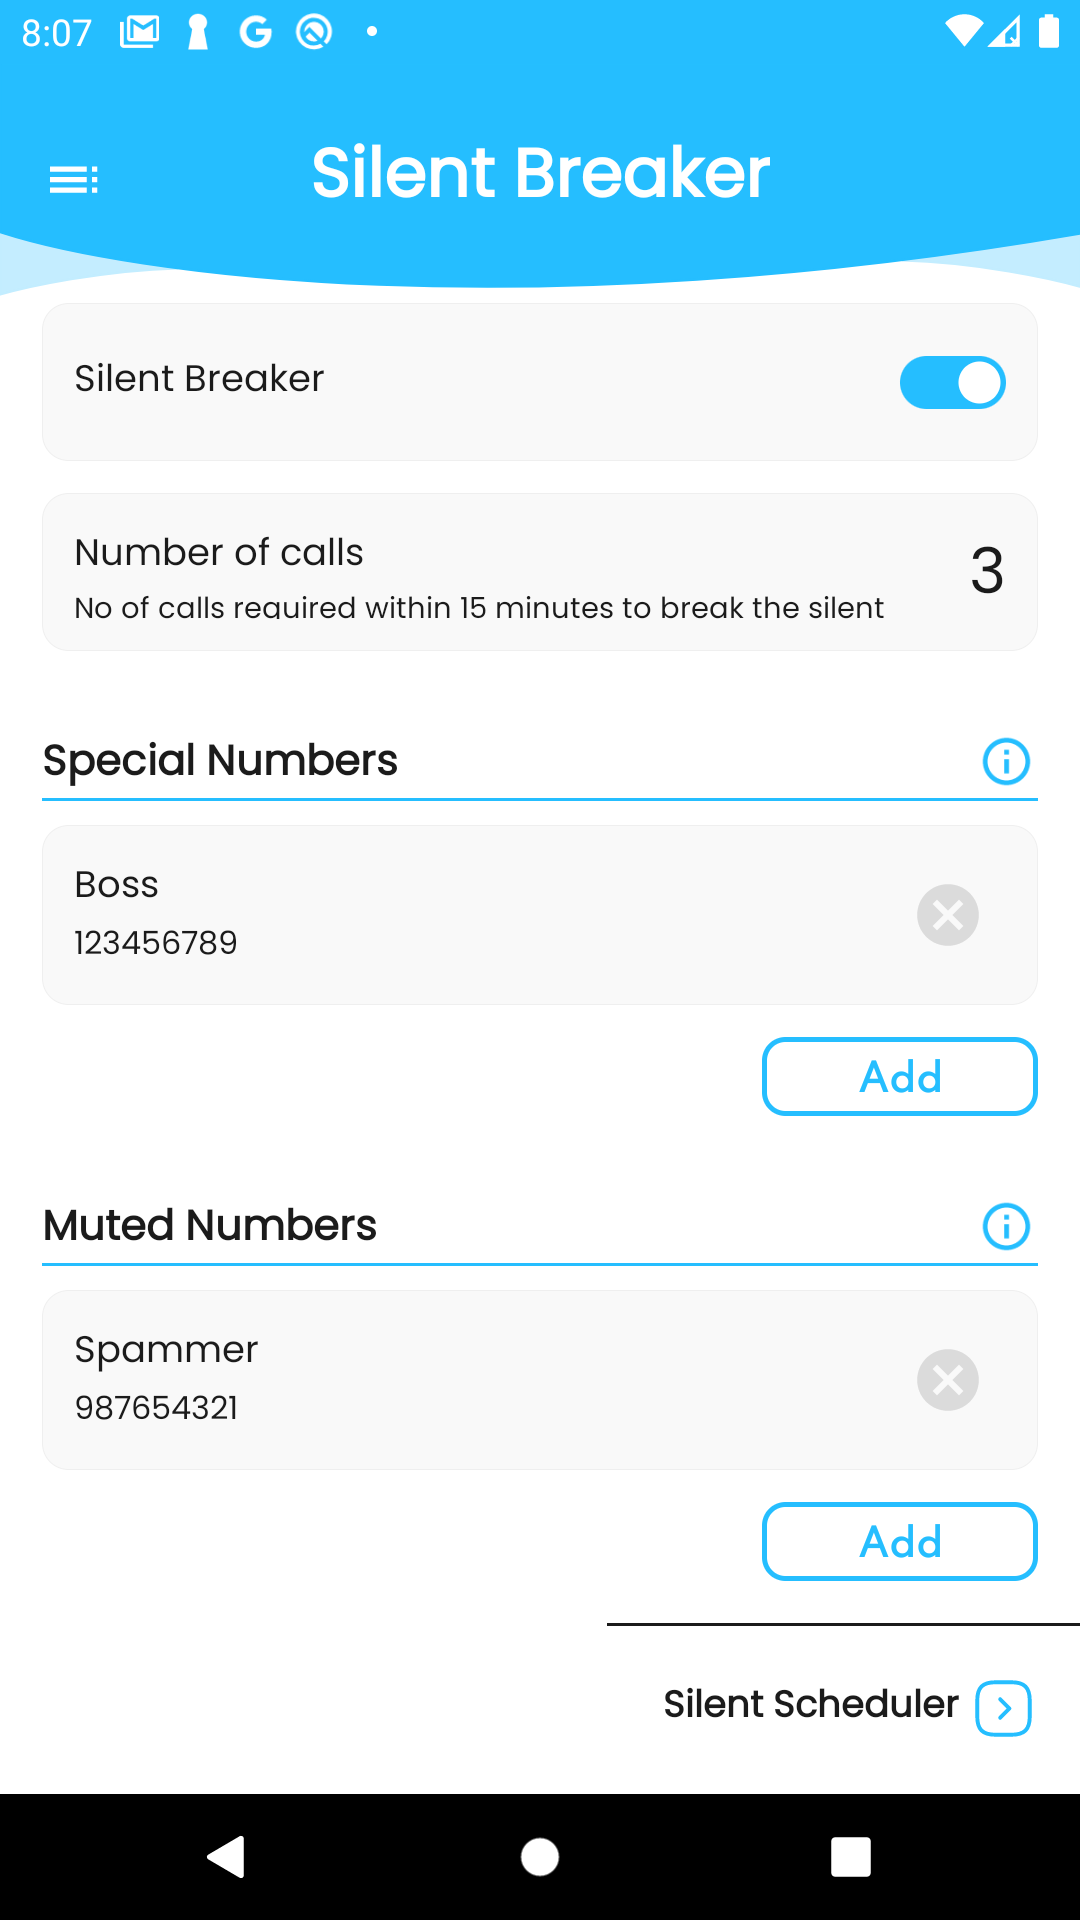 8:07
Silent Breaker
Silent Breaker
Number of calls
No of calls required within 15 minutes to break the silent
3
Special Numbers
Boss
123456789
Add
Muted Numbers
Spammer
987654321
Add
Silent Scheduler